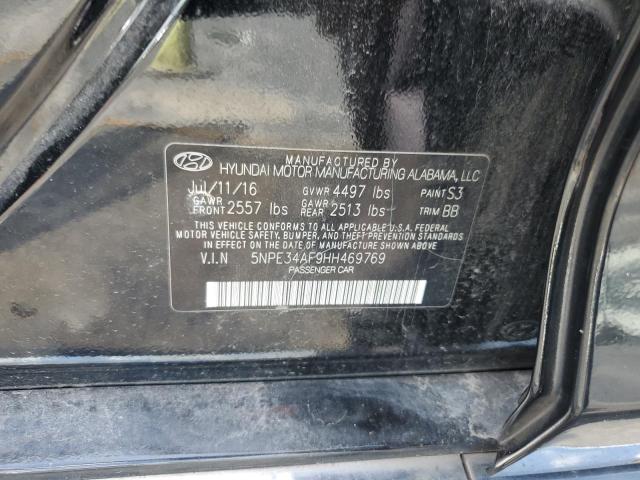 MANUFACTURED BY
HYUNDAI MOTOR MANUFACTURING ALABAMA, LLC
Jul/11/16 GVWR 4497 lbs PAINT S3
GAWR FRONT 2557 lbs GAWR REAR 2513 lbs TRIM BB
THIS VEHICLE CONFORMS TO ALL APPLICABLE U.S.A. FEDERAL
MOTOR VEHICLE SAFETY, BUMPER, AND THEFT PREVENTION STANDARDS
IN EFFECT ON THE DATE OF MANUFACTURE SHOWN ABOVE.
V.I.N 5NPE34AF9HH469769
PASSENGER CAR